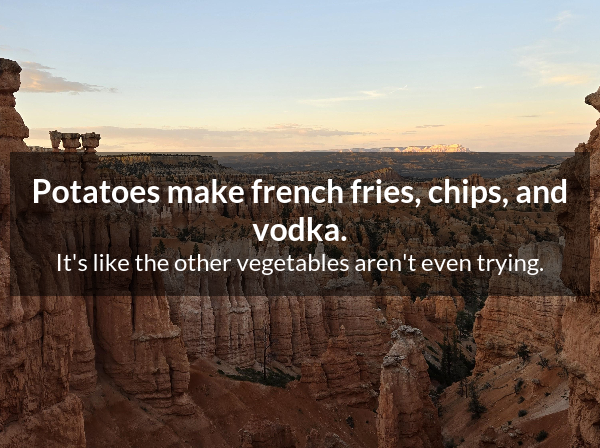 Potatoes make french fries, chips, and
vodka.
It's like the other vegetables aren't even trying.